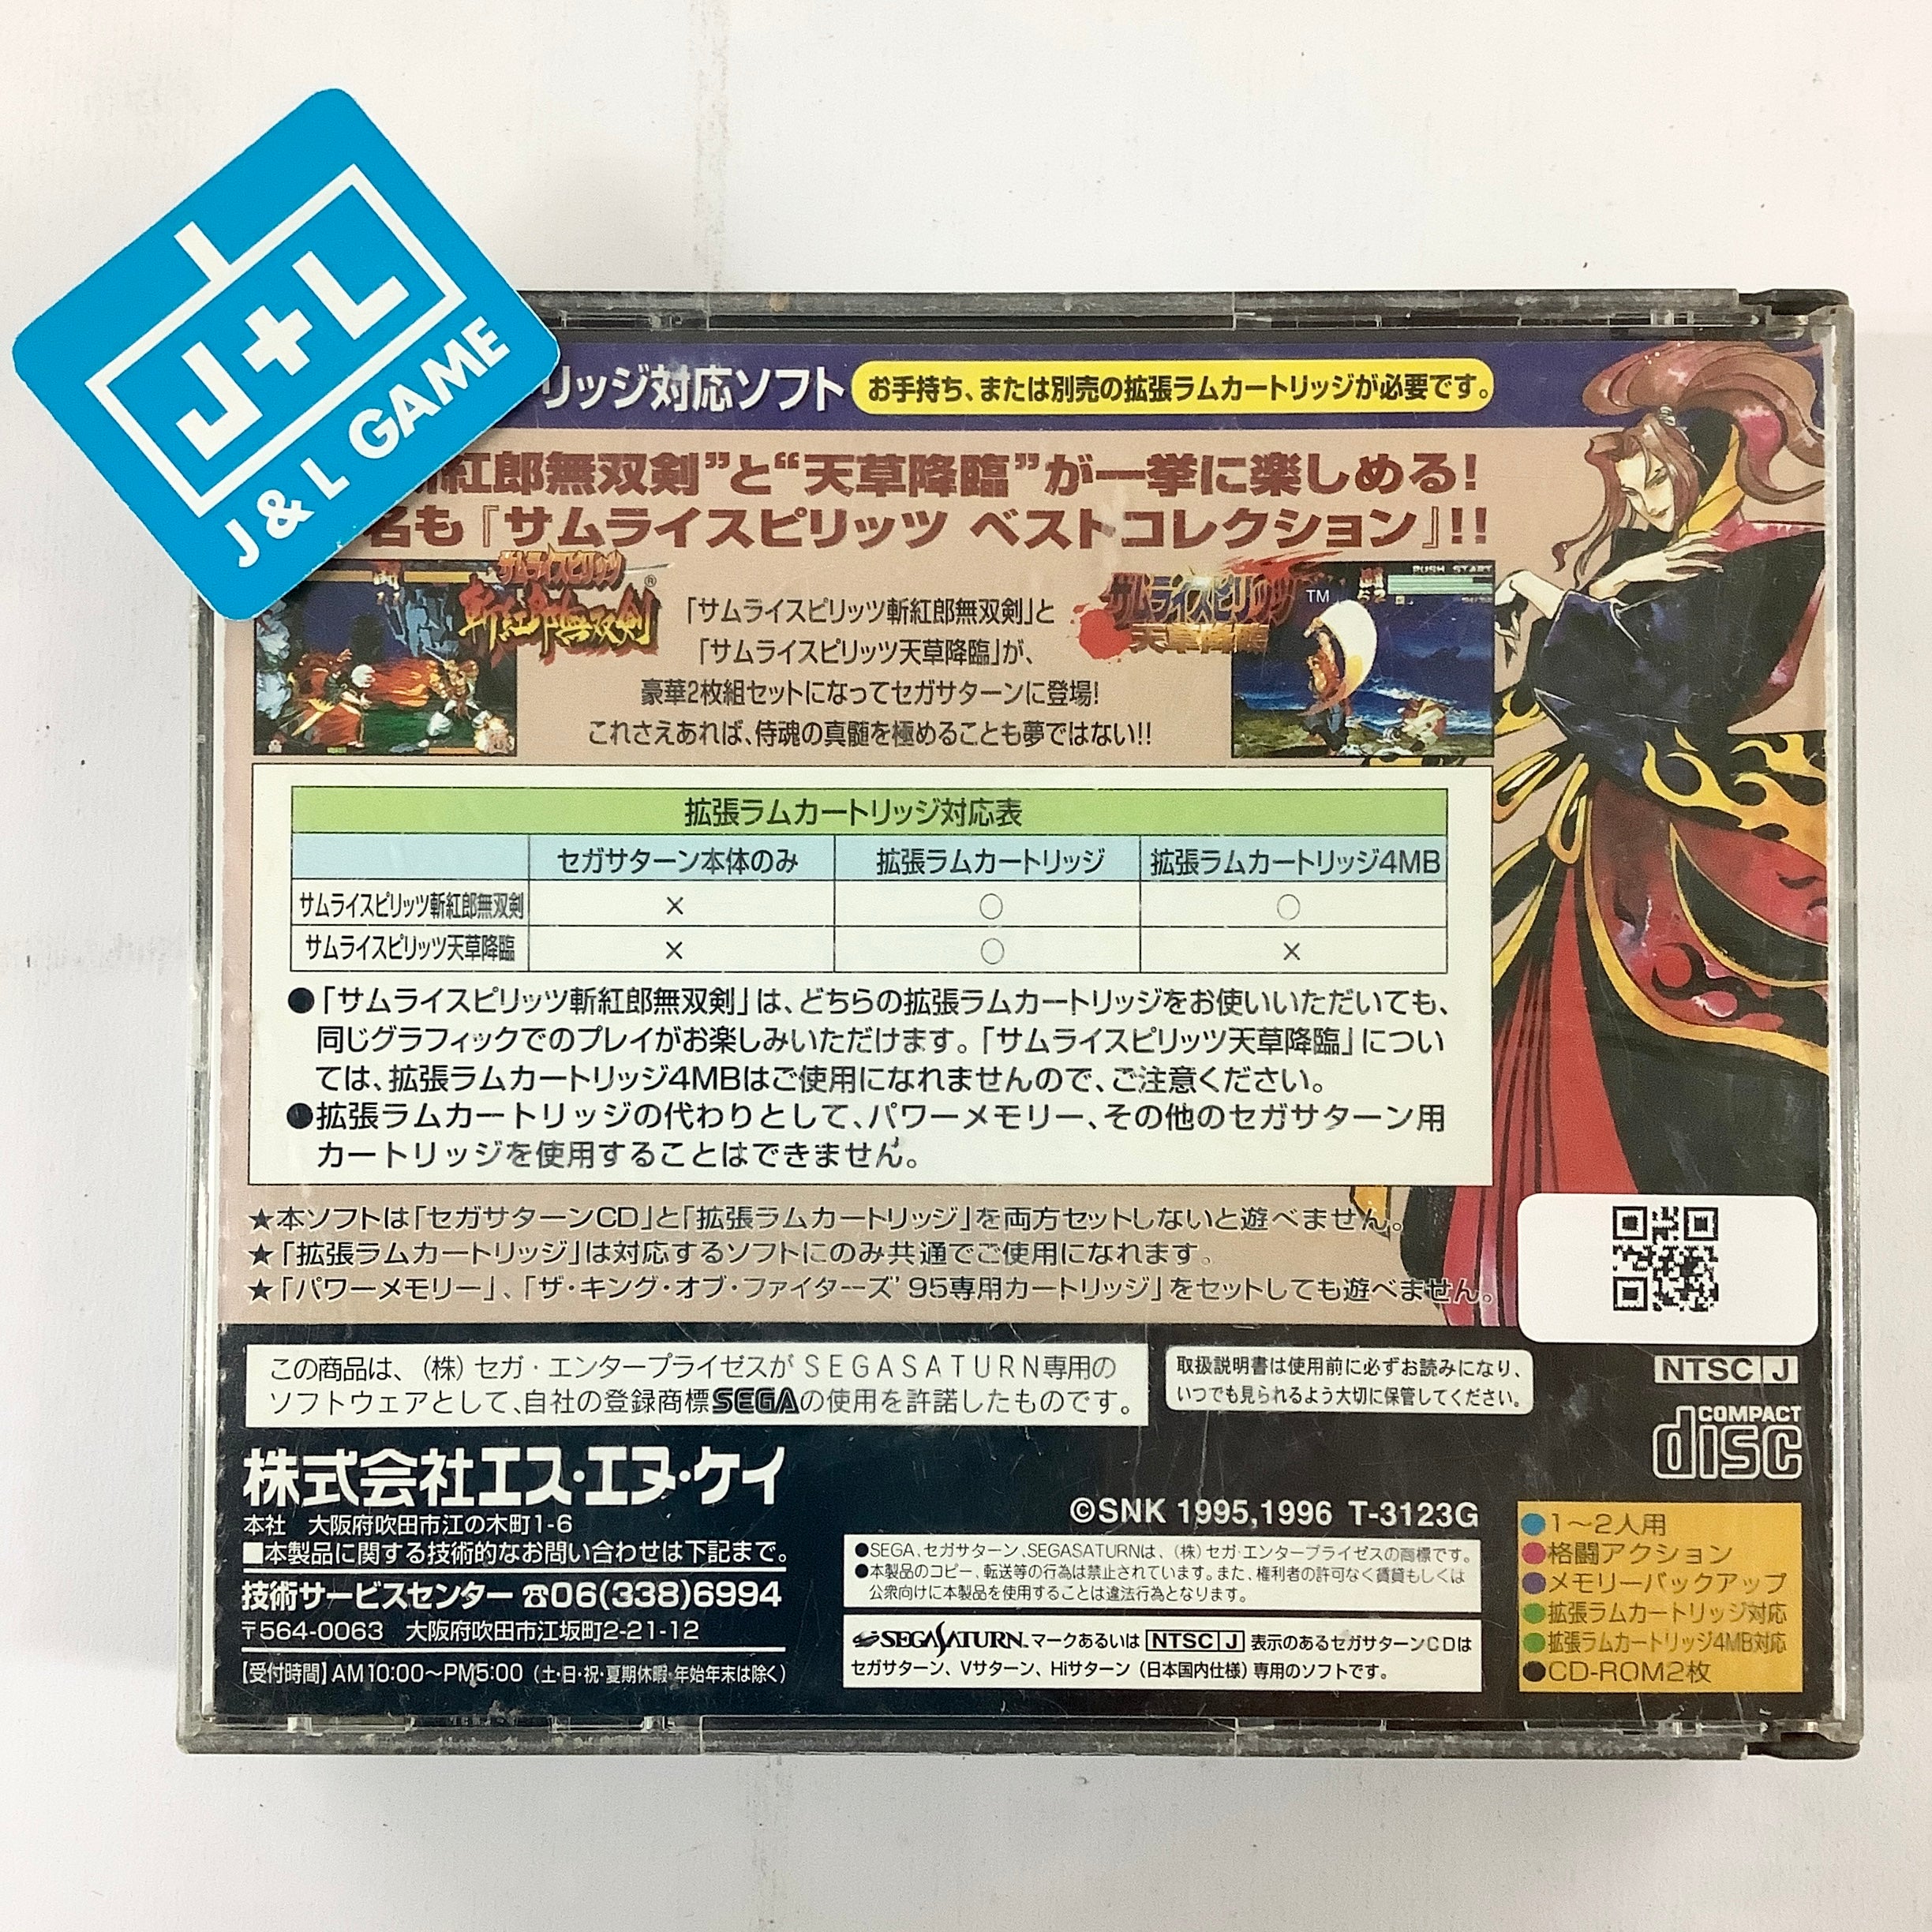 J+L
J & L GAME
リッジ対応ソフト
お手持ち、または別売の拡張ラムカートリッジが必要です。
斬紅郎無双剣”と“天草降臨”が一挙に楽しめる!
名も『サムライスピリッツ ベストコレクション』!!
サムライスピリッツ
斬紅郎無双剣®
「サムライスピリッツ斬紅郎無双剣」と
「サムライスピリッツ天草降臨」が、
豪華2枚組セットになってセガサターンに登場!
これさえあれば、侍魂の真髄を極めることも夢ではない!!
サムライスピリッツ TM
天草降臨
PUSH START
拡張ラムカートリッジ対応表
セガサターン本体のみ 拡張ラムカートリッジ 拡張ラムカートリッジ4MB
サムライスピリッツ斬紅郎無双剣 × ○ ○
サムライスピリッツ天草降臨 × ○ ×
●「サムライスピリッツ斬紅郎無双剣」は、どちらの拡張ラムカートリッジをお使いいただいても、
同じグラフィックでのプレイがお楽しみいただけます。「サムライスピリッツ天草降臨」につい
ては、拡張ラムカートリッジ4MBはご使用になれませんので、ご注意ください。
●拡張ラムカートリッジの代わりとして、パワーメモリー、その他のセガサターン用
カートリッジを使用することはできません。
★本ソフトは「セガサターンCD」と「拡張ラムカートリッジ」を両方セットしないと遊べません。
★「拡張ラムカートリッジ」は対応するソフトにのみ共通でご使用になれます。
★「パワーメモリー」、「ザ・キング・オブ・ファイターズ’95専用カートリッジ」をセットしても遊べません。
この商品は、（株）セガ・エンタープライゼスがSEGASATURN専用の
ソフトウェアとして、自社の登録商標SEGAの使用を許諾したものです。
取扱説明書は使用前に必ずお読みになり、
いつでも見られるよう大切に保管してください。
NTSC J
COMPACT
disc
株式会社エス・エヌ・ケイ
本社 大阪府吹田市江の木町1-6
■本製品に関する技術的なお問い合わせは下記まで。
技術サービスセンター ☎06(338)6994
〒564-0063 大阪府吹田市江坂町2-21-12
【受付時間】AM10:00～PM5:00（土・日・祝・夏期休暇・年始年末は除く）
©SNK 1995,1996 T-3123G
●SEGA、セガサターン、SEGASATURNは、（株）セガ・エンタープライゼスの商標です。
●本製品のコピー、転送等の行為は禁止されています。また、権利者の許可なく賃貸もしくは
公衆向けに本製品を使用することは違法行為となります。
SEGASATURN™マークあるいは NTSC J 表示のあるセガサターンCDは
セガサターン、Vサターン、Hiサターン（日本国内仕様）専用のソフトです。
●1～2人用
●格闘アクション
●メモリーバックアップ
●拡張ラムカートリッジ対応
●拡張ラムカートリッジ4MB対応
●CD-ROM2枚